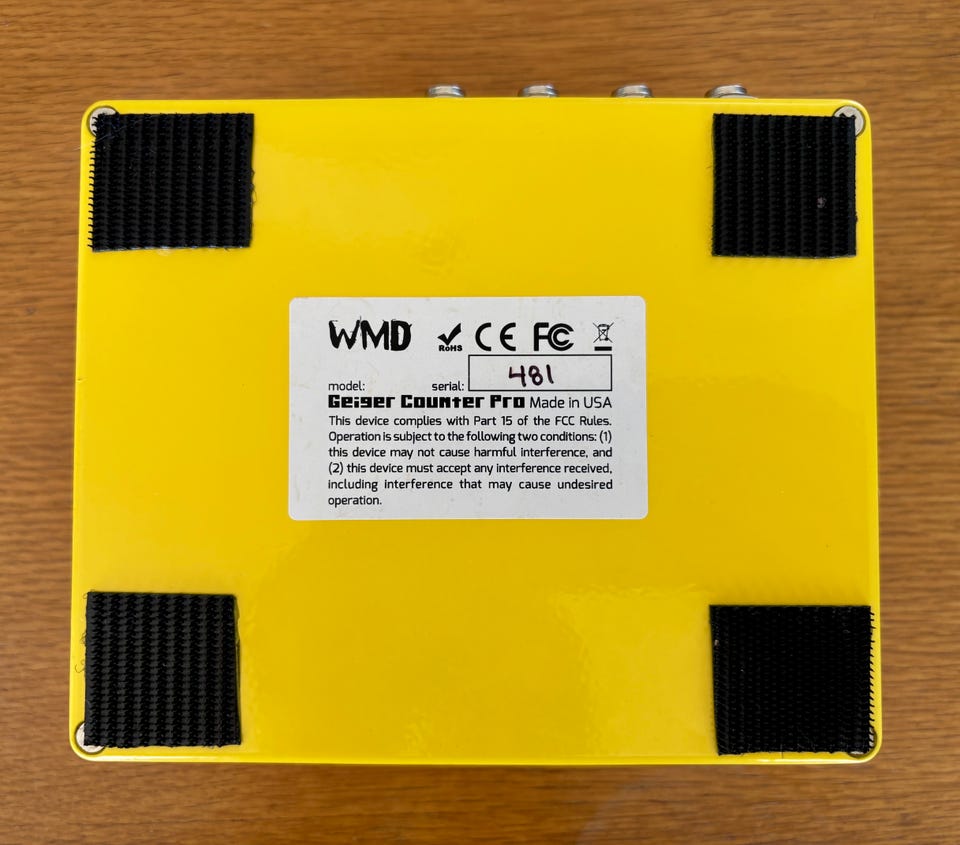 WMD RoHS CE FC
481
model: serial:
Geiger Counter Pro Made in USA
This device complies with Part 15 of the FCC Rules.
Operation is subject to the following two conditions: (1)
this device may not cause harmful interference, and
(2) this device must accept any interference received,
including interference that may cause undesired
operation.